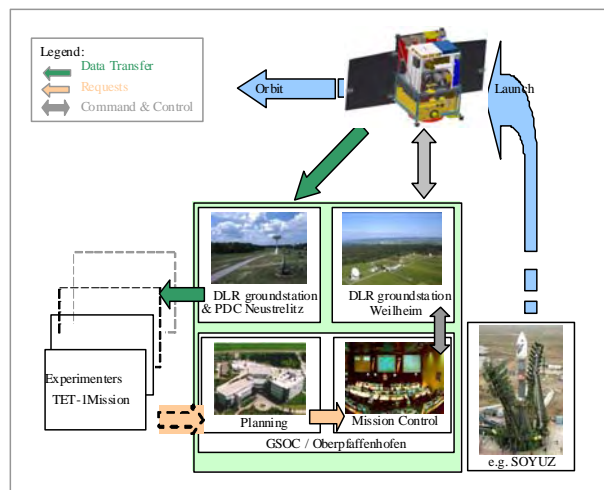 Legend:
Data Transfer
Requests
Command & Control
Orbit
Launch
DLR groundstation
& PDC Neustrelitz
DLR groundstation
Weilheim
Experimenters
TET-1Mission
Planning
Mission Control
GSOC / Oberpfaffenhofen
e.g. SOYUZ